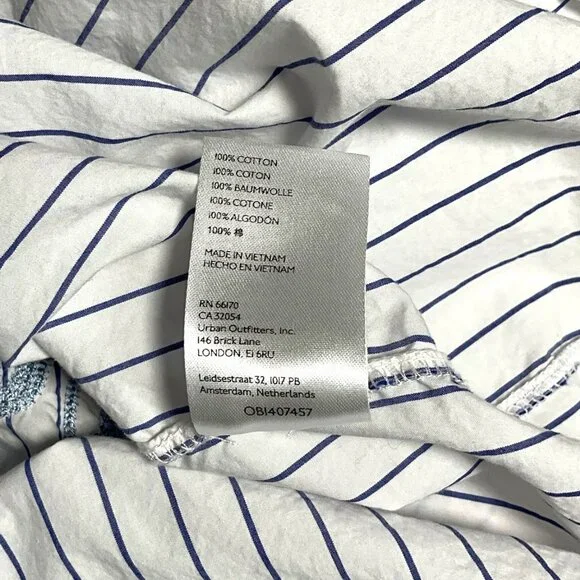 100% COTTON
100% COTON
100% BAUMWOLLE
100% COTONE
100% ALGODÓN
100% 棉
MADE IN VIETNAM
HECHO EN VIETNAM
RN 66170
CA 32054
Urban Outfitters, Inc.
146 Brick Lane
LONDON, E1 6RU
Leidsestraat 32, 1017 PB
Amsterdam, Netherlands
OB1407457